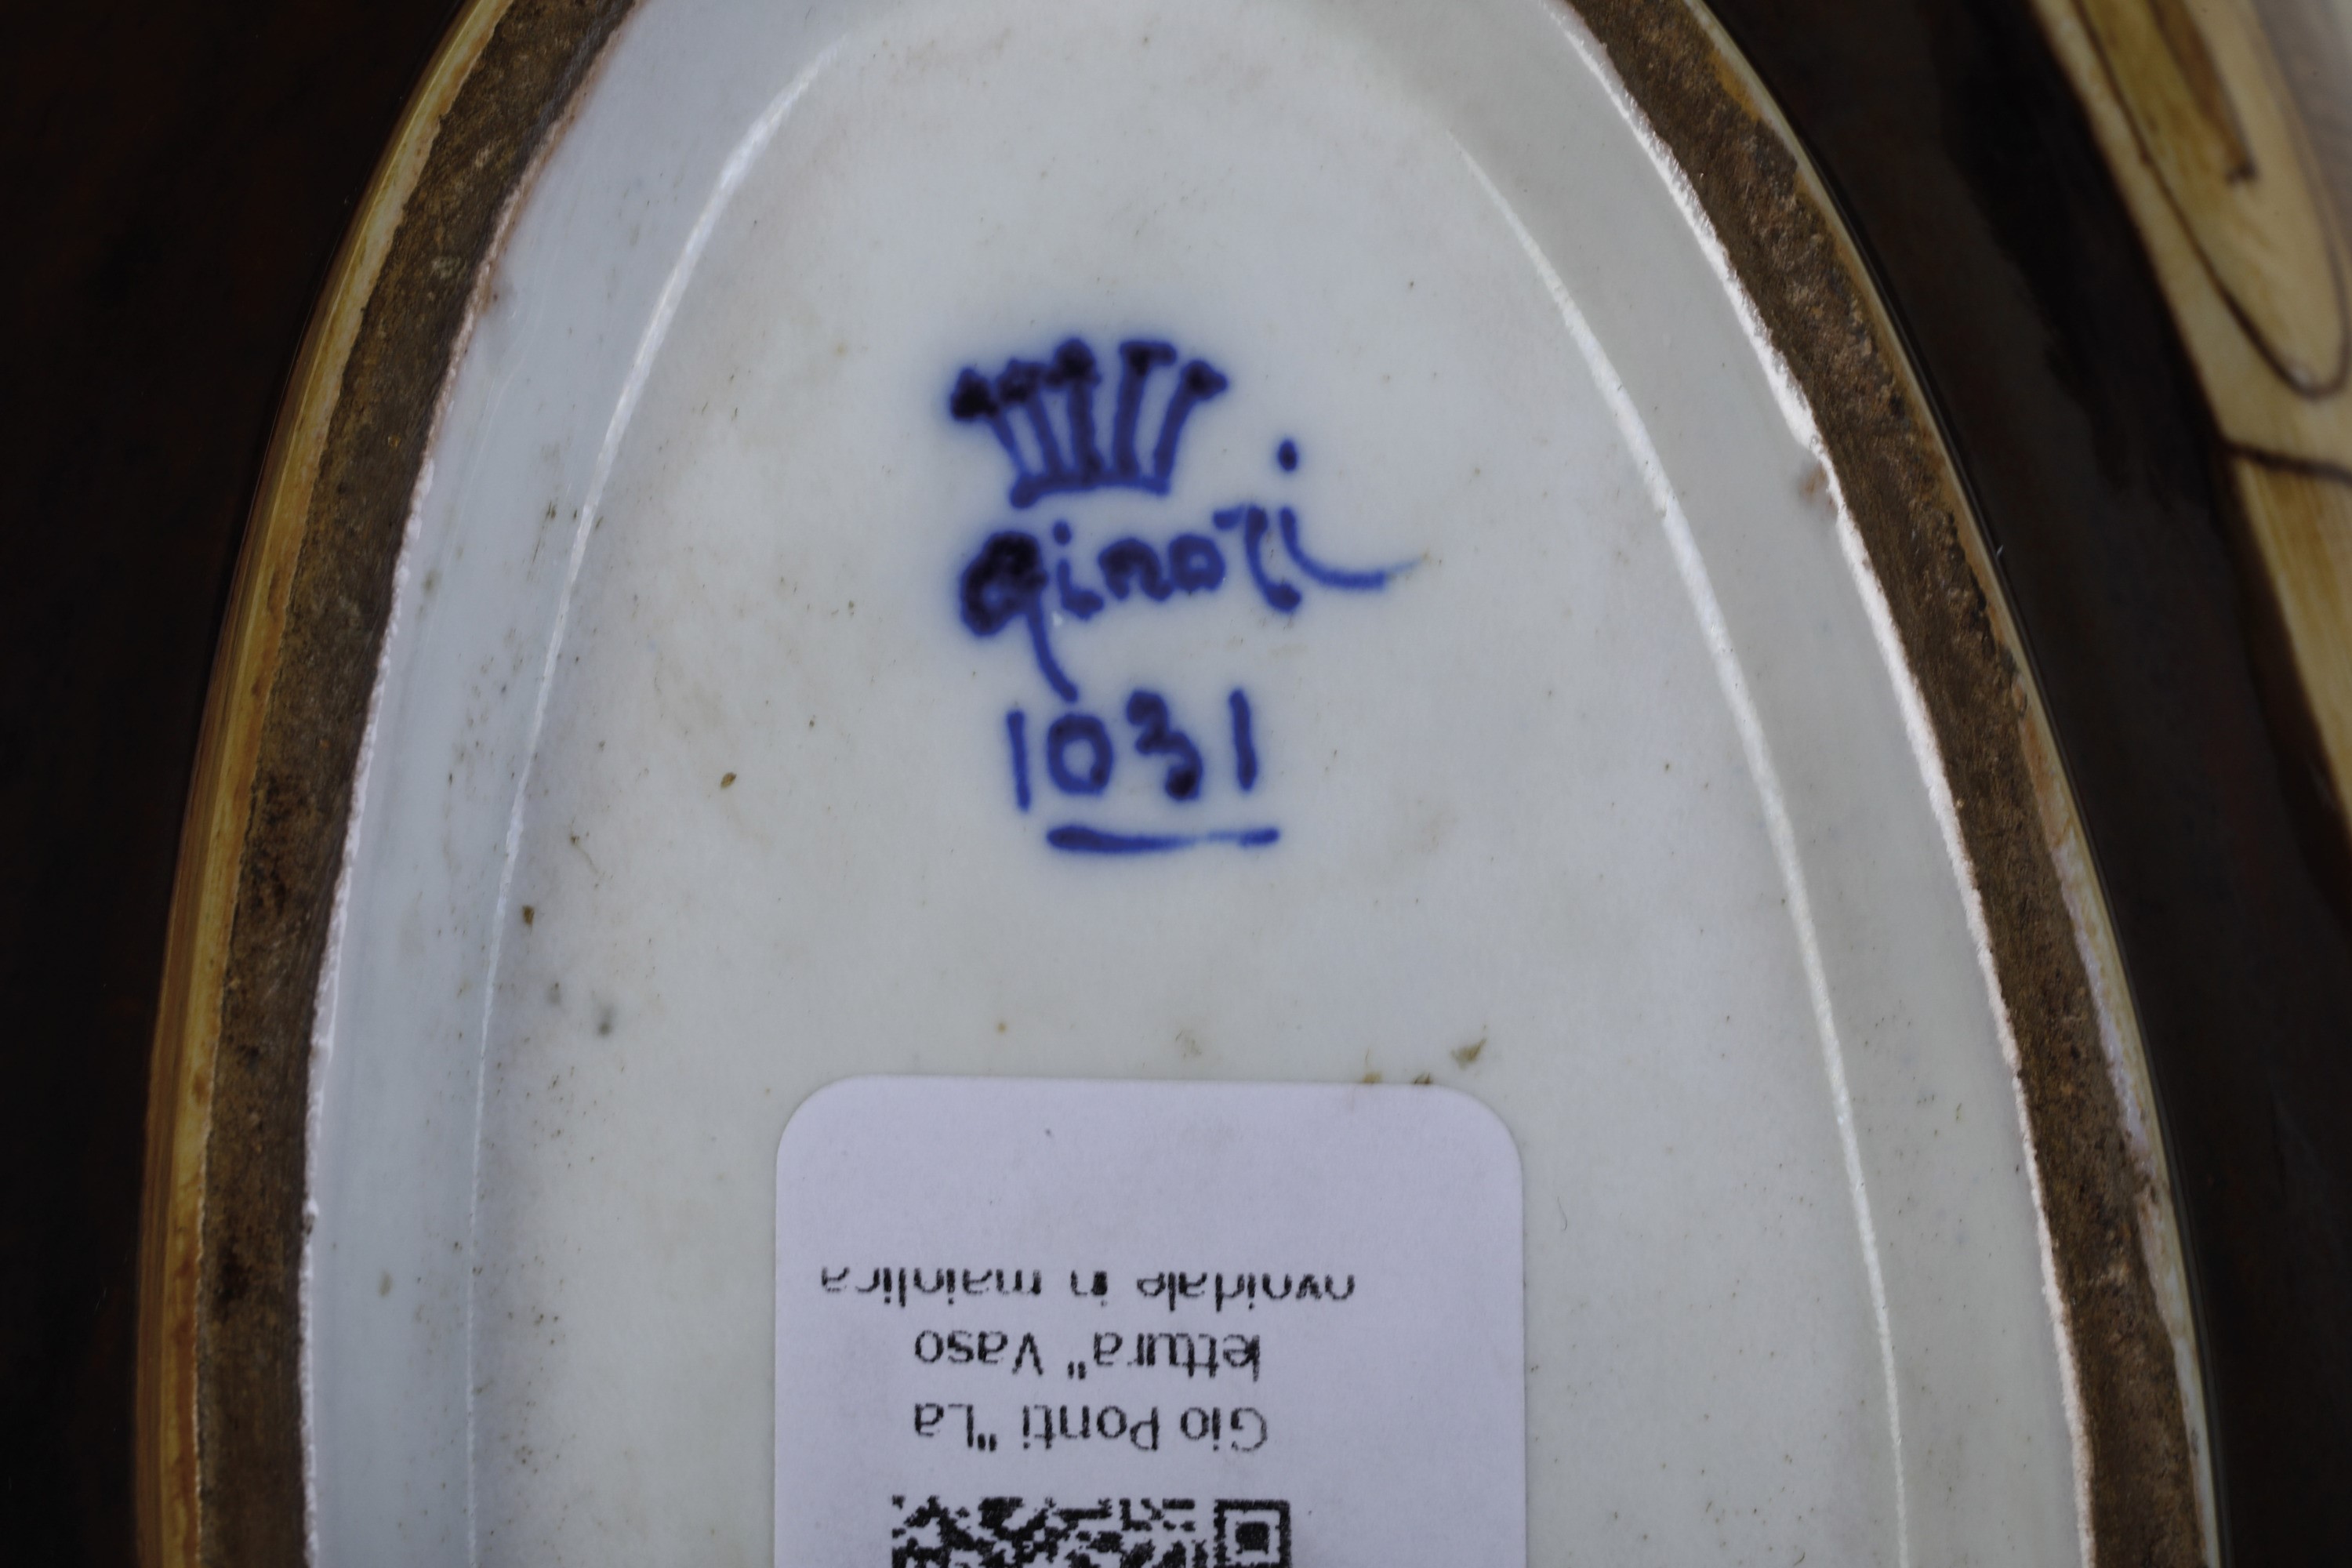 Ginori
1031
Gio Ponti "La
lettura" Vaso
ovoidale in maiolica